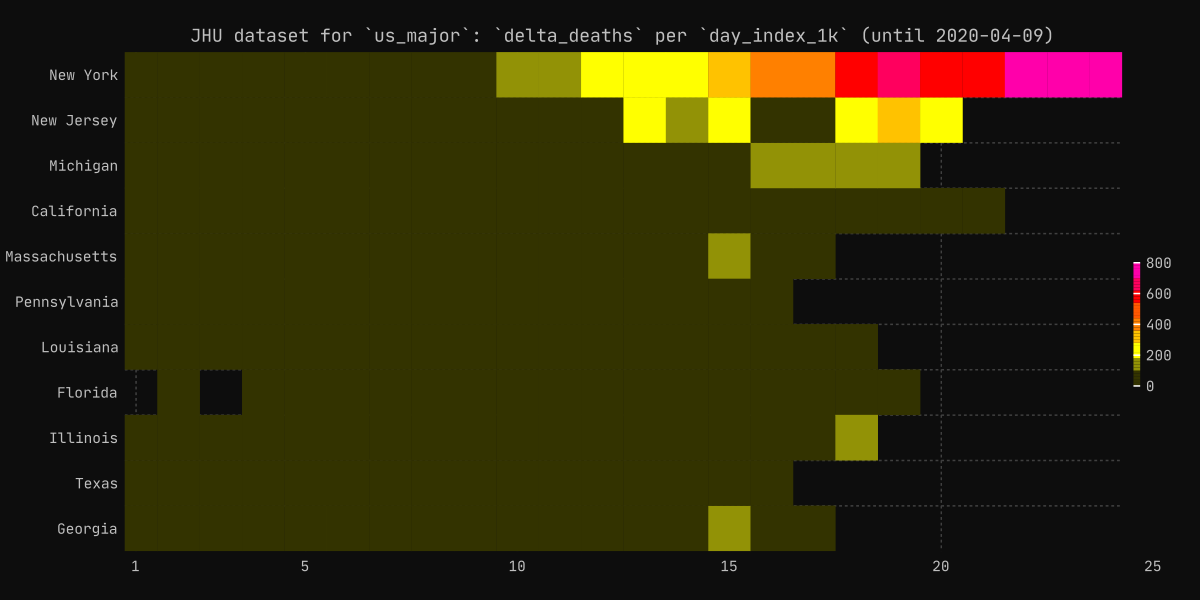 JHU dataset for `us_major`: `delta_deaths` per `day_index_1k` (until 2020-04-09)
New York
New Jersey
Michigan
California
Massachusetts
Pennsylvania
Louisiana
Florida
Illinois
Texas
Georgia
1 5 10 15 20 25
800
600
400
200
0